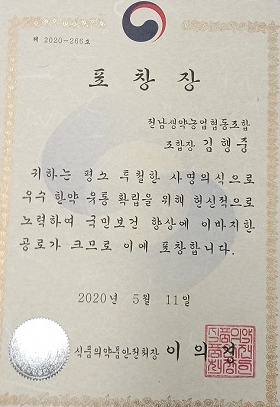 제 2020-266호
표 창 장
전남생약농업협동조합
조합장 김 행 중
귀하는 평소 투철한 사명의식으로
우수 한약 유통 확립을 위해 헌신적으로
노력하여 국민보건 향상에 이바지한
공로가 크므로 이에 표창합니다.
2020년 5월 11일
식품의약품안전처장 이 의 경